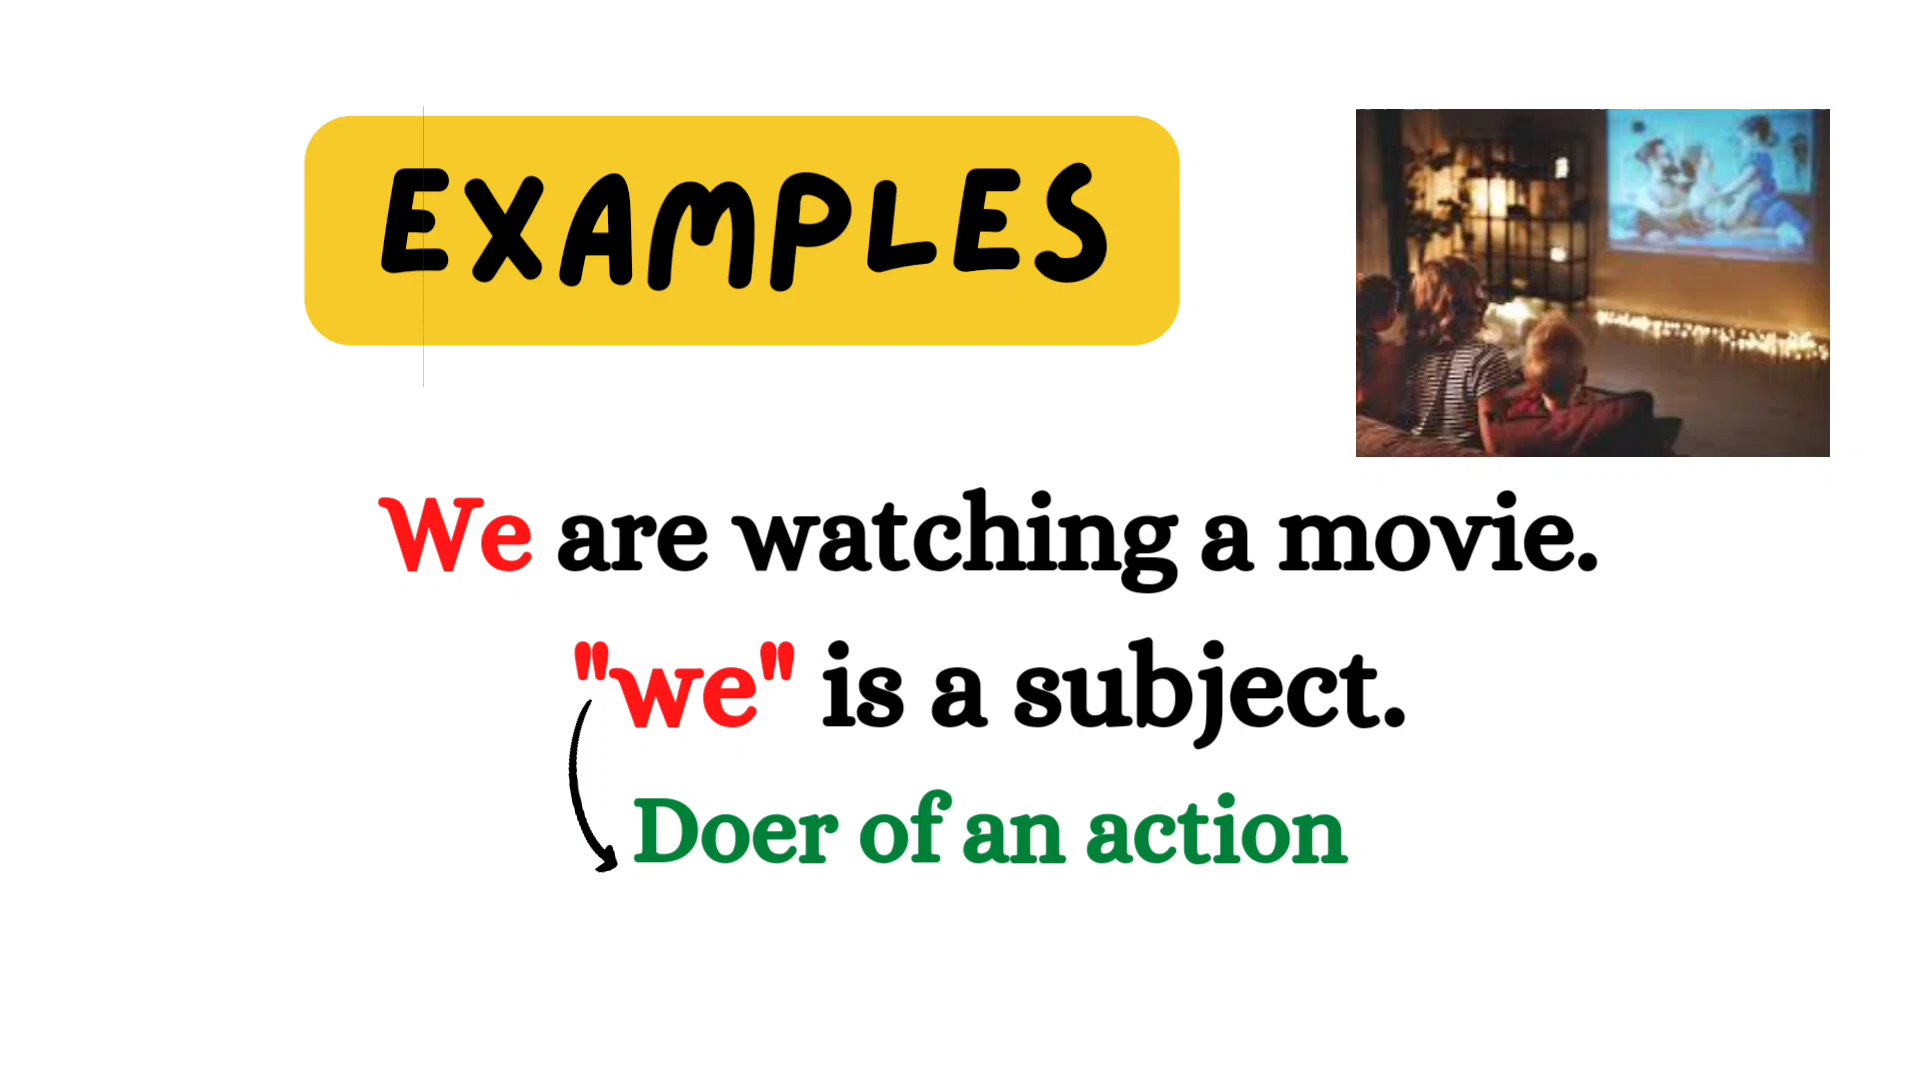 EXAMPLES
We are watching a movie.
"we" is a subject.
Doer of an action